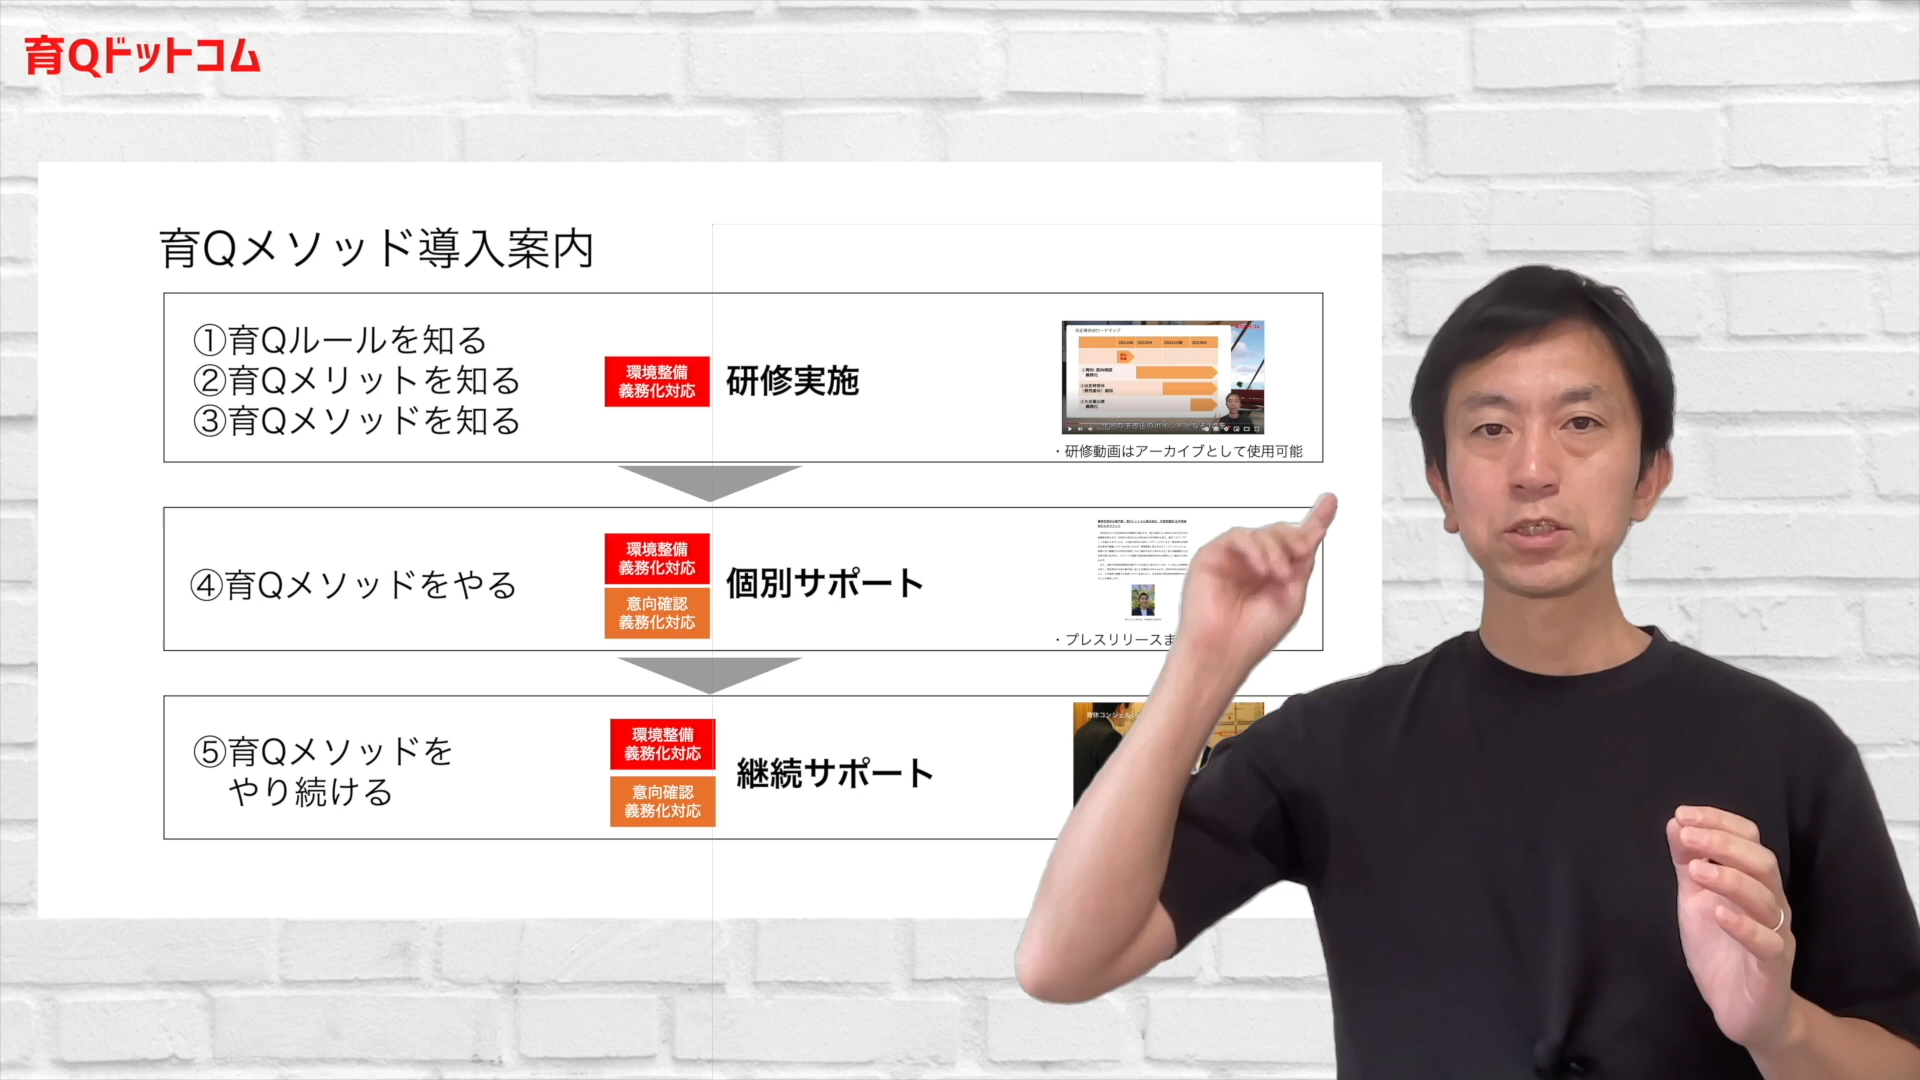 育Qドットコム
育Qメソッド導入案内
①育Qルールを知る
②育Qメリットを知る
③育Qメソッドを知る
環境整備
義務化対応
研修実施
・研修動画はアーカイブとして使用可能
④育Qメソッドをやる
環境整備
義務化対応
意向確認
義務化対応
個別サポート
・プレスリリースま
⑤育Qメソッドを
やり続ける
環境整備
義務化対応
意向確認
義務化対応
継続サポート